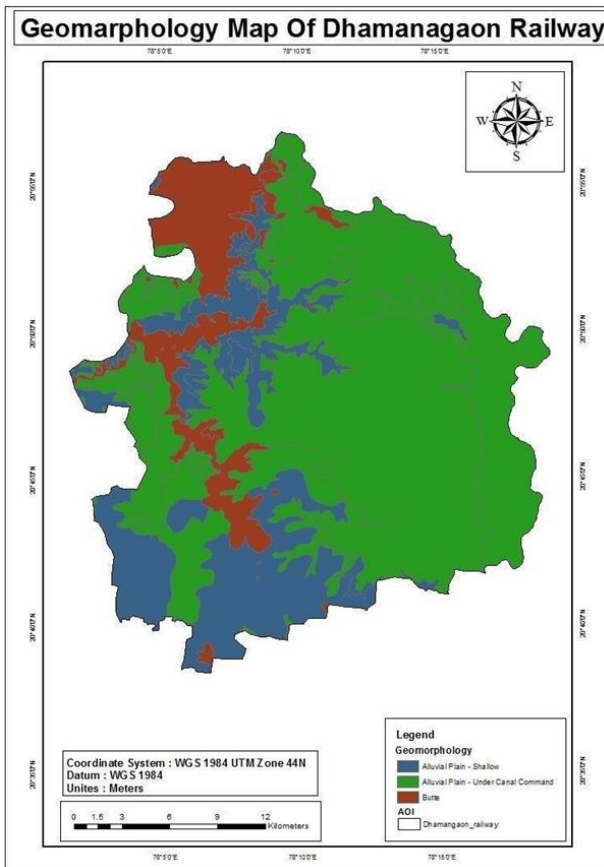 Geomarphology Map Of Dhamanagaon Railway
78°5'0"E 78°10'0"E 78°15'0"E
N
W E
S
Legend
Geomorphology
Alluvial Plain - Shallow
Alluvial Plain - Under Canal Command
Butte
AOI
Dhamangaon_railway
Coordinate System : WGS 1984 UTM Zone 44N
Datum : WGS 1984
Unites : Meters
0 1.5 3 6 9 12
Kilometers
78°5'0"E 78°10'0"E 78°15'0"E